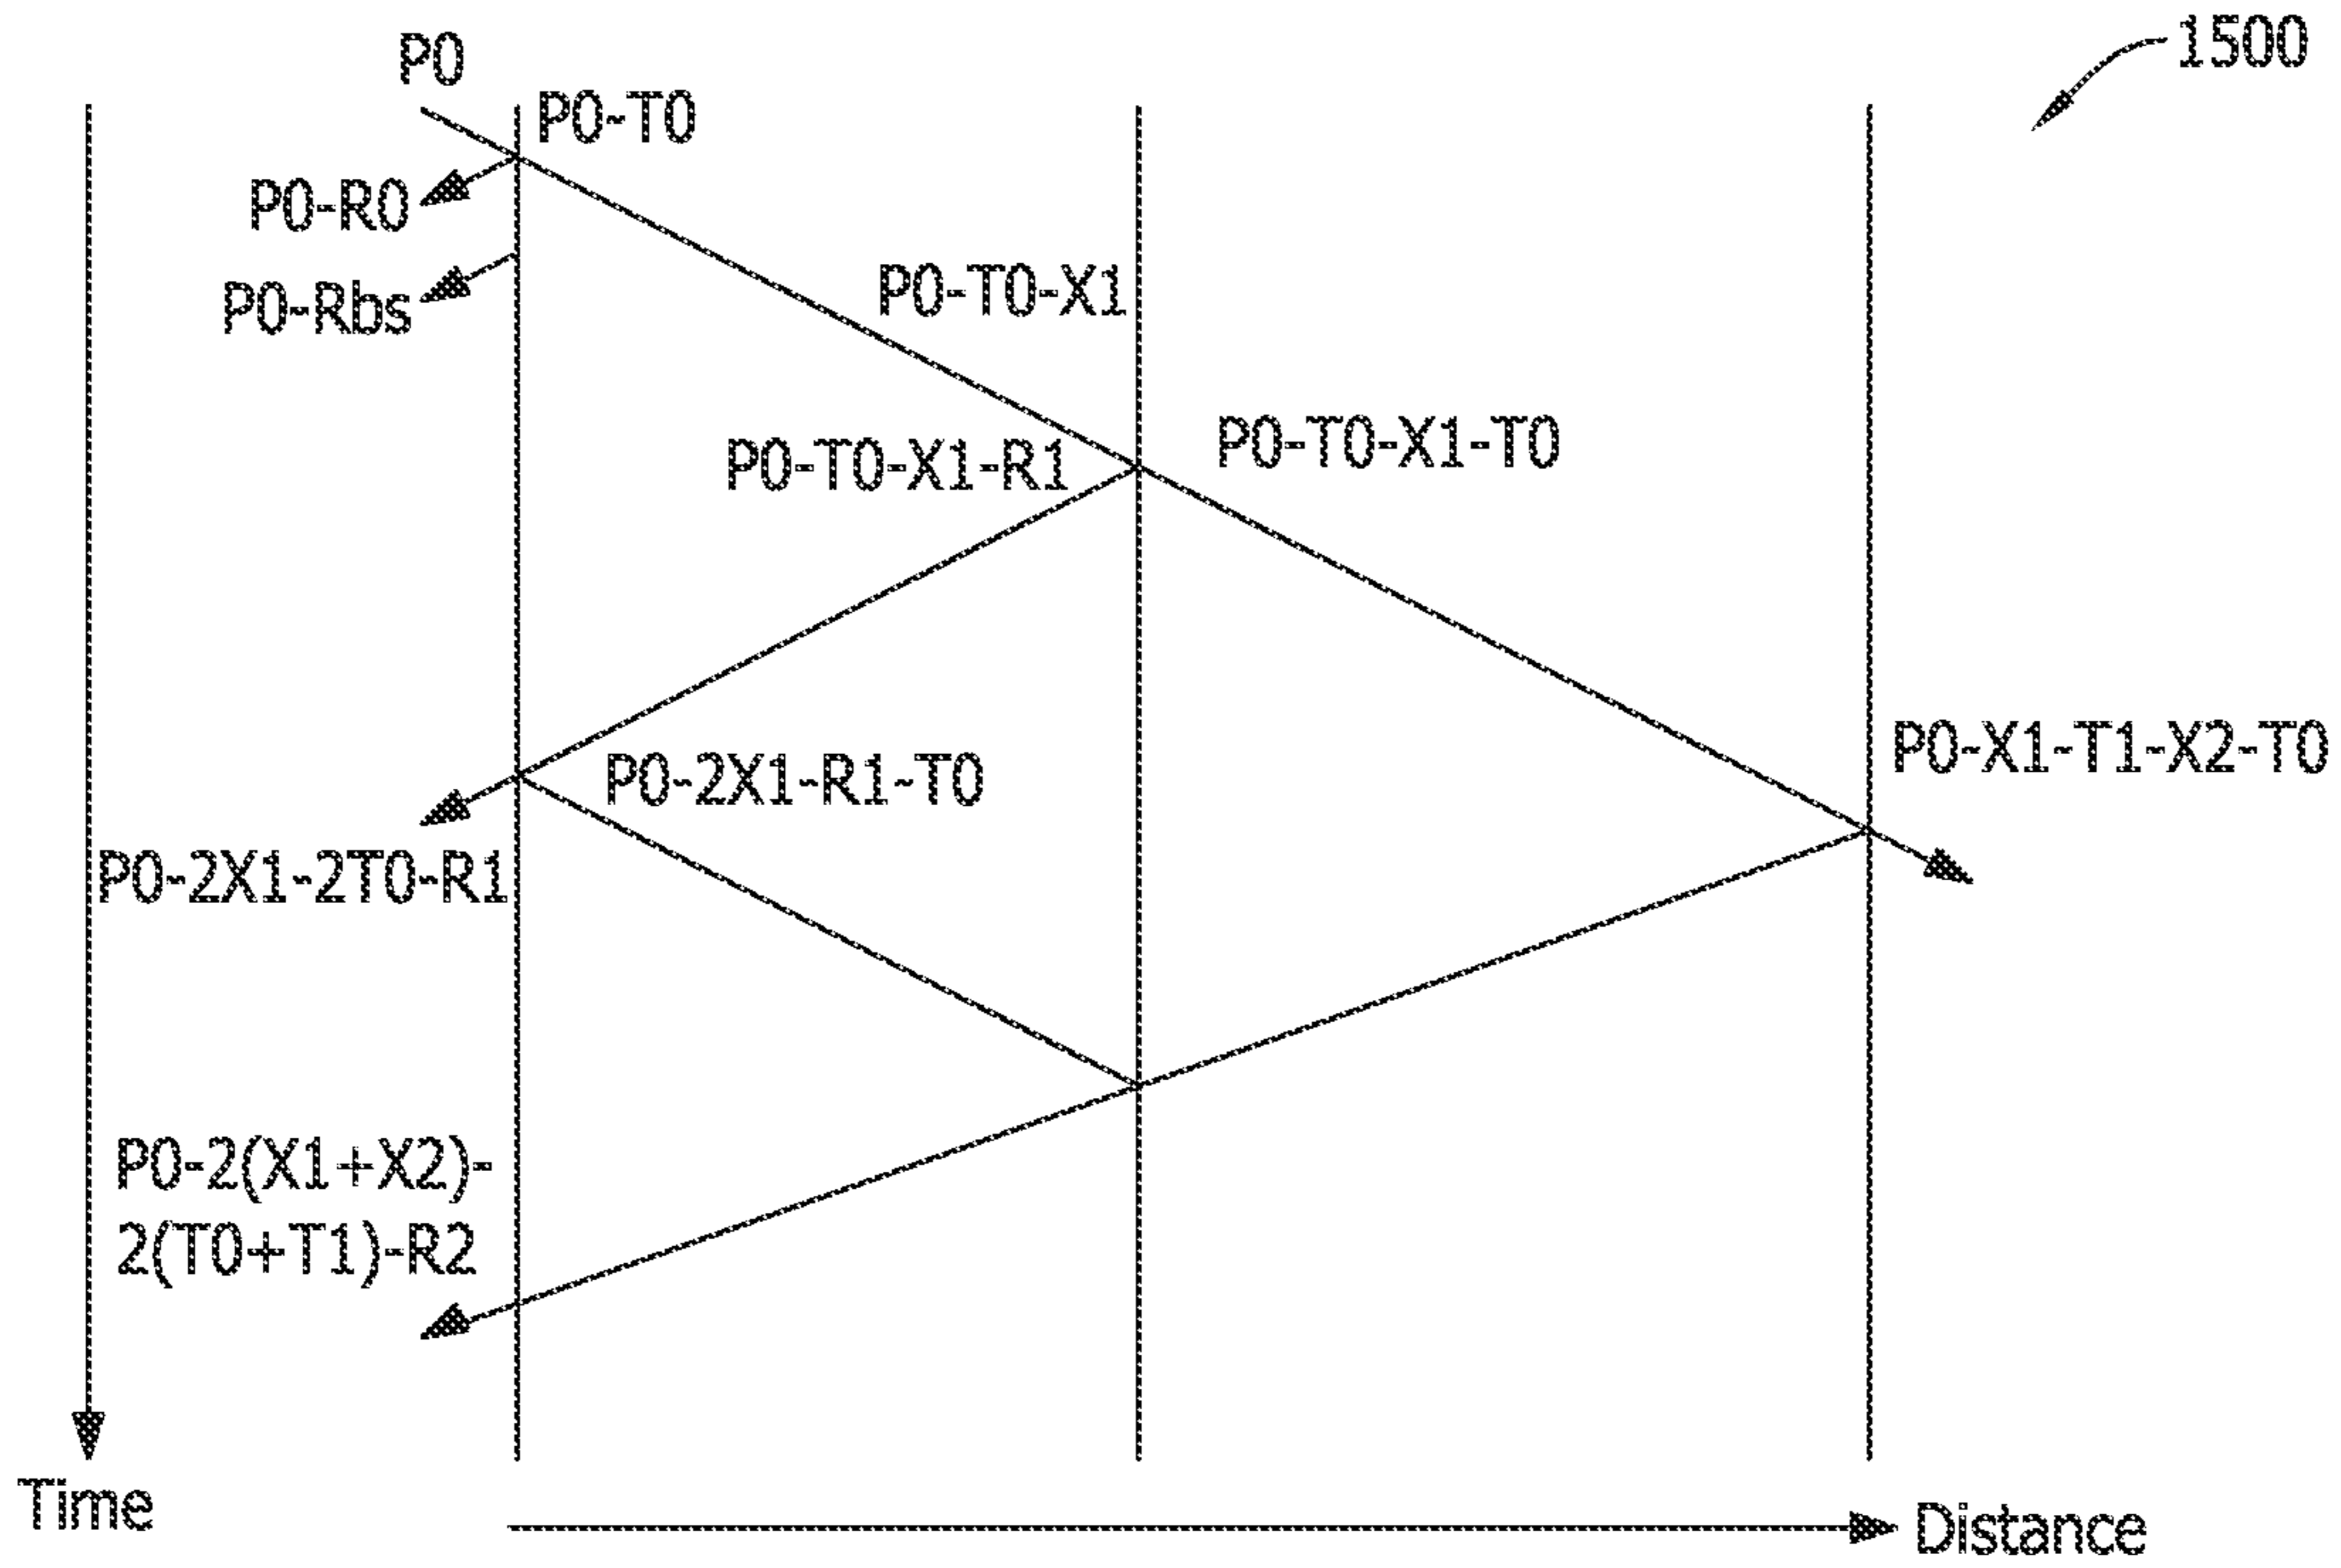 P0
1500
P0-T0
P0-R0
P0-Rbs
P0-T0-X1
P0-T0-X1-R1
P0-T0-X1-T0
P0-X1-T1-X2-T0
P0-2X1-R1-T0
P0-2X1-2T0-R1
P0-2(X1+X2)-
2(T0+T1)-R2
Time
Distance